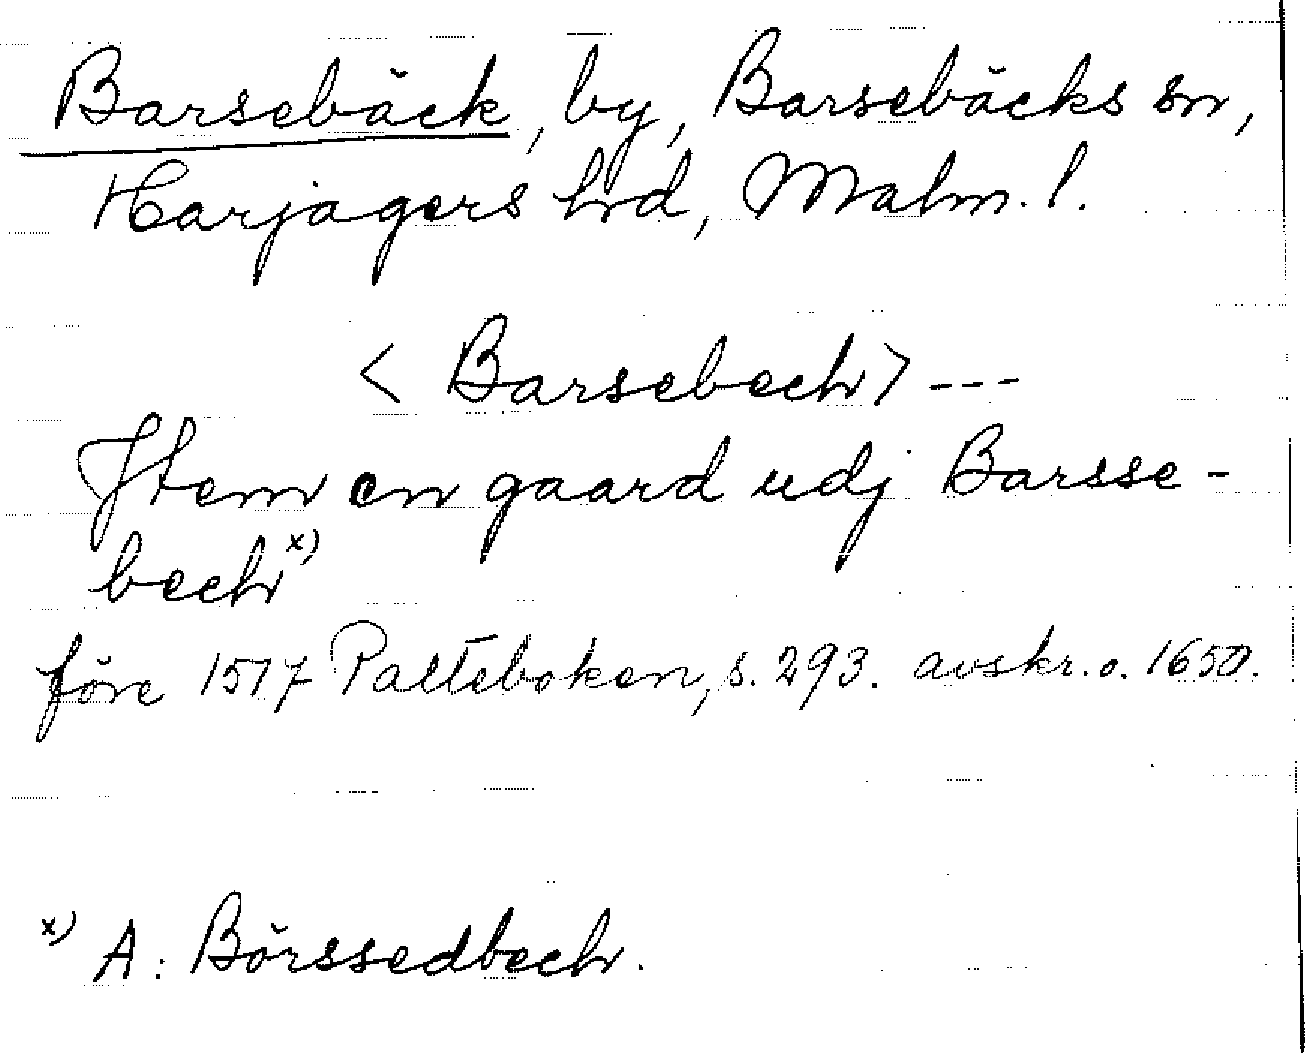 Barsebäck, by, Barsebäcks sn,
Harjagers hd, Malm. l.
< Barsebech> ---
Jtem en gaard udj Barsse-
bech x)
före 1517 Palteboken, s. 293. avskr. o. 1650.
x) A: Börssedbech.